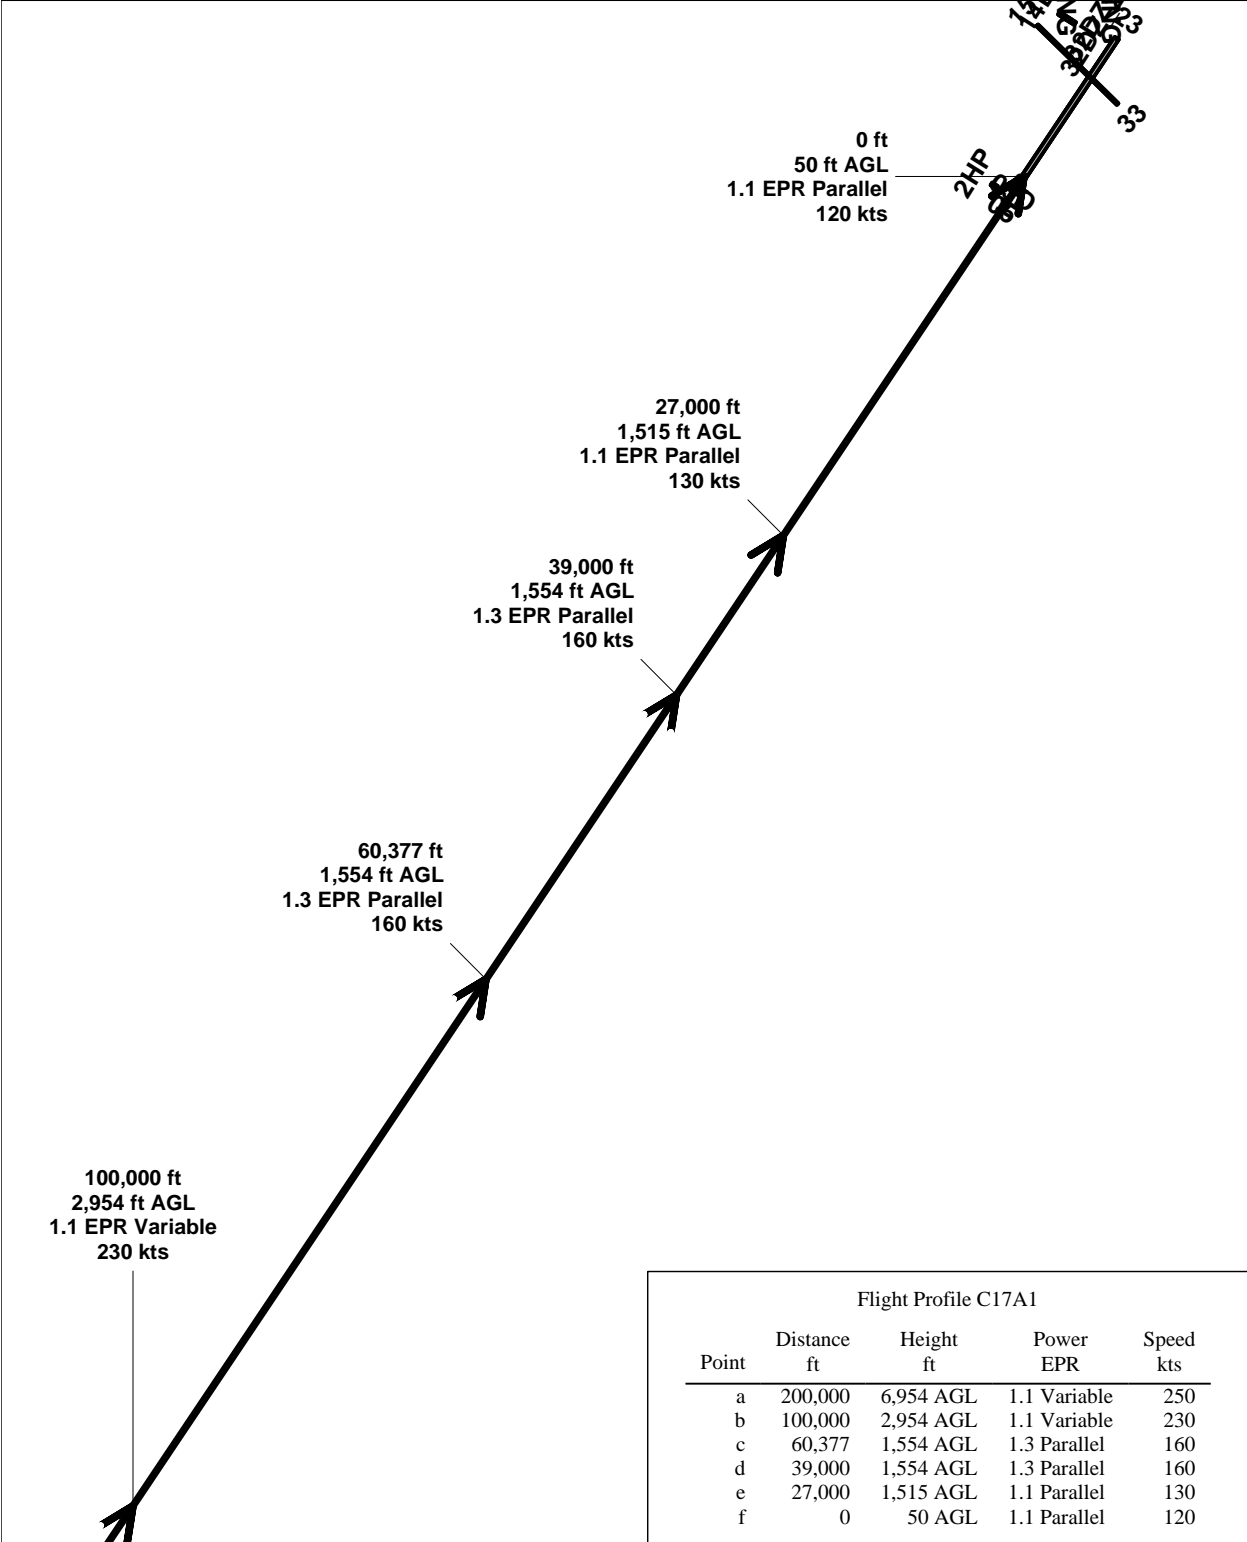 23
33
2HP
0 ft
50 ft AGL
1.1 EPR Parallel
120 kts
27,000 ft
1,515 ft AGL
1.1 EPR Parallel
130 kts
39,000 ft
1,554 ft AGL
1.3 EPR Parallel
160 kts
60,377 ft
1,554 ft AGL
1.3 EPR Parallel
160 kts
100,000 ft
2,954 ft AGL
1.1 EPR Variable
230 kts
Flight Profile C17A1
Distance Height Power Speed
Point ft ft EPR kts
a 200,000 6,954 AGL 1.1 Variable 250
b 100,000 2,954 AGL 1.1 Variable 230
c 60,377 1,554 AGL 1.3 Parallel 160
d 39,000 1,554 AGL 1.3 Parallel 160
e 27,000 1,515 AGL 1.1 Parallel 130
f 0 50 AGL 1.1 Parallel 120